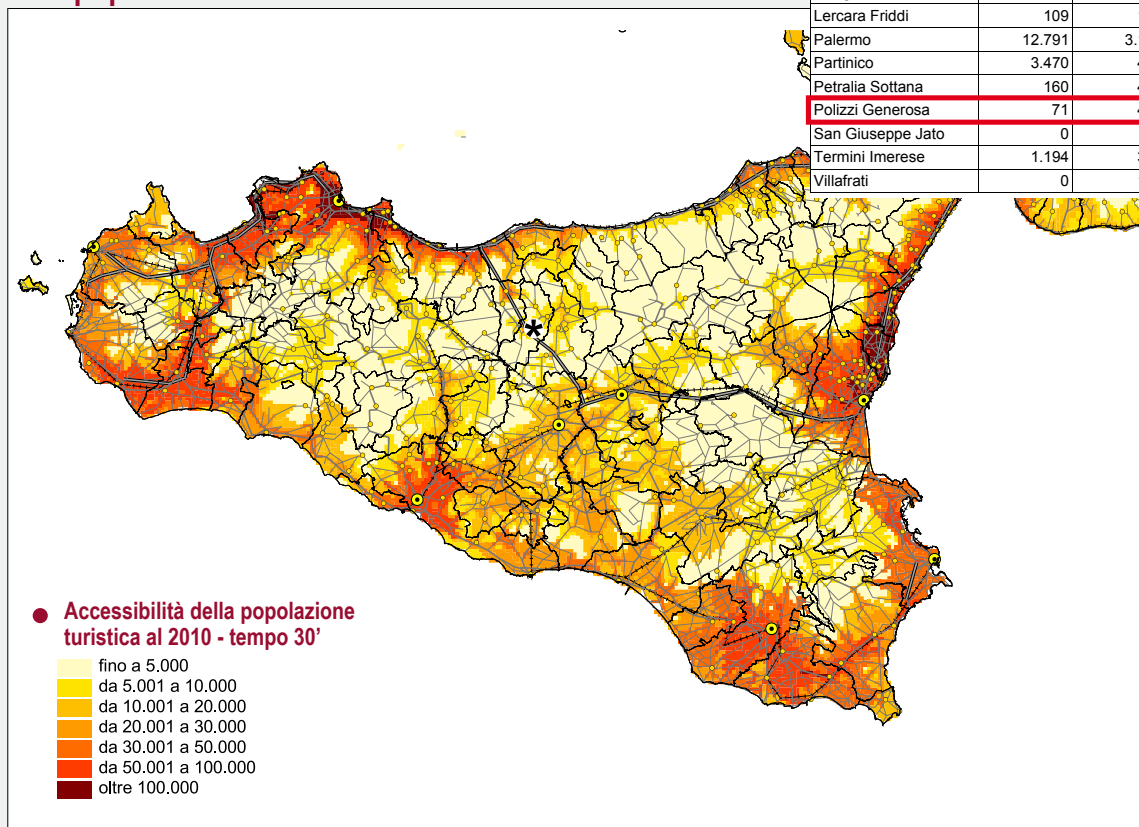 Lercara Friddi 109
Palermo 12.791 3.
Partinico 3.470
Petralia Sottana 160
Polizzi Generosa 71
San Giuseppe Jato 0
Termini Imerese 1.194
Villafrati 0
*
● Accessibilità della popolazione
turistica al 2010 - tempo 30’
fino a 5.000
da 5.001 a 10.000
da 10.001 a 20.000
da 20.001 a 30.000
da 30.001 a 50.000
da 50.001 a 100.000
oltre 100.000